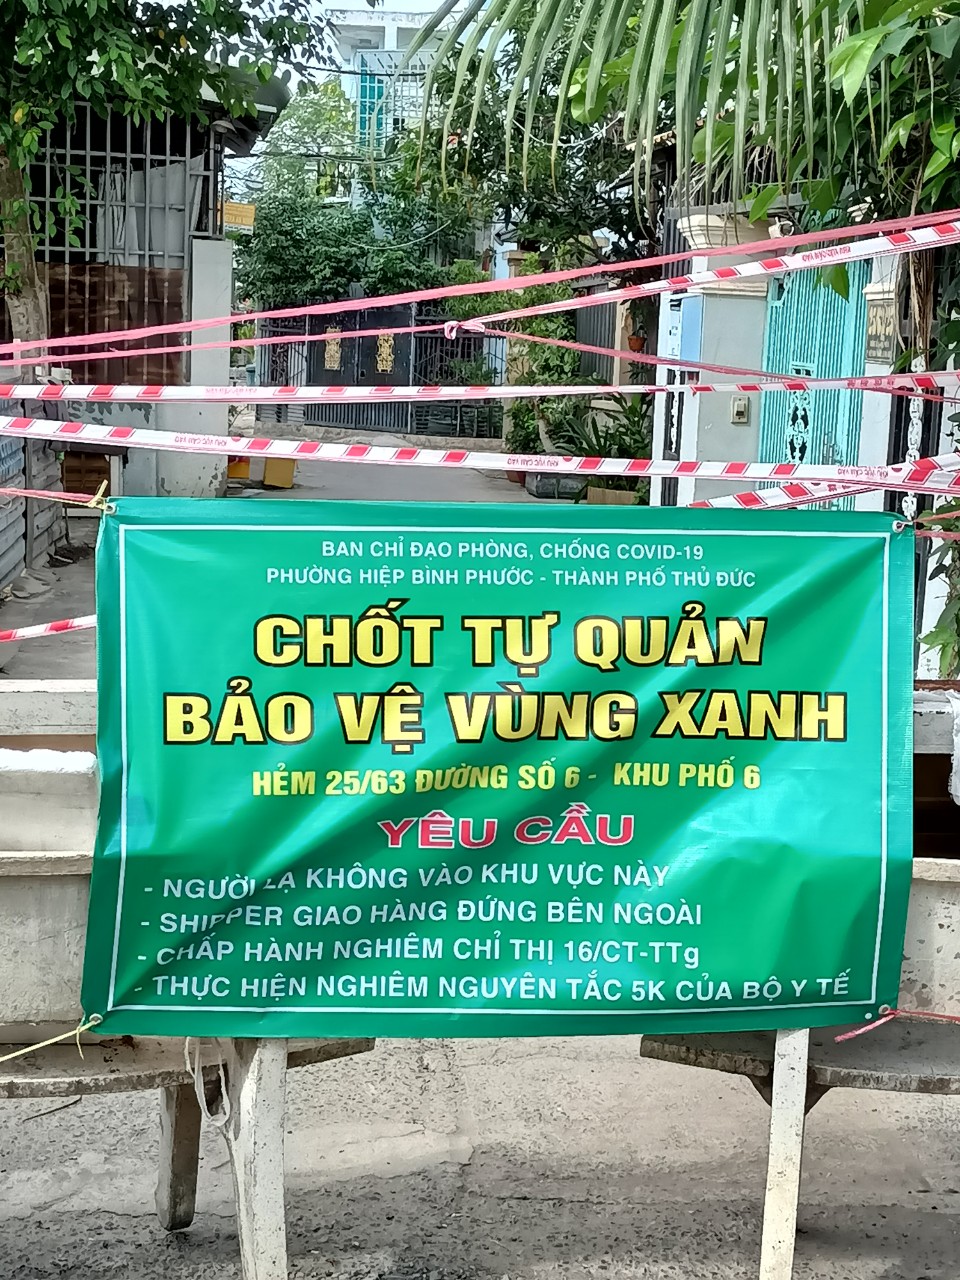 BAN CHỈ ĐẠO PHÒNG, CHỐNG COVID-19
PHƯỜNG HIỆP BÌNH PHƯỚC - THÀNH PHỐ THỦ ĐỨC
CHỐT TỰ QUẢN
BẢO VỆ VÙNG XANH
HẺM 25/63 ĐƯỜNG SỐ 6 - KHU PHỐ 6
YÊU CẦU
- NGƯỜI LẠ KHÔNG VÀO KHU VỰC NÀY
- SHIPPER GIAO HÀNG ĐỨNG BÊN NGOÀI
- CHẤP HÀNH NGHIÊM CHỈ THỊ 16/CT-TTg
- THỰC HIỆN NGHIÊM NGUYÊN TẮC 5K CỦA BỘ Y TẾ